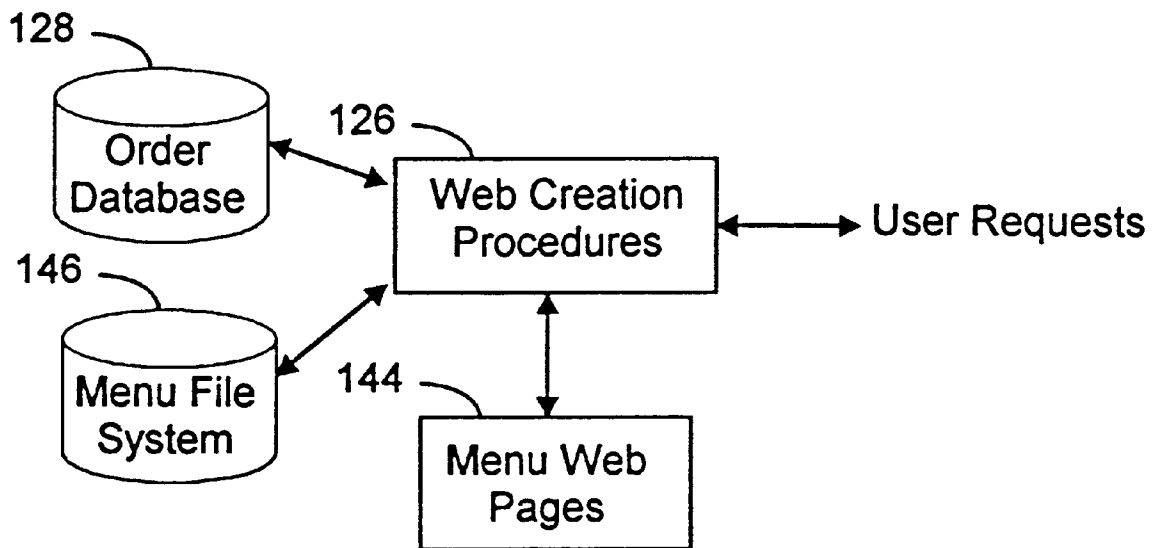 128
Order
Database
126
Web Creation
Procedures
User Requests
146
Menu File
System
144
Menu Web
Pages